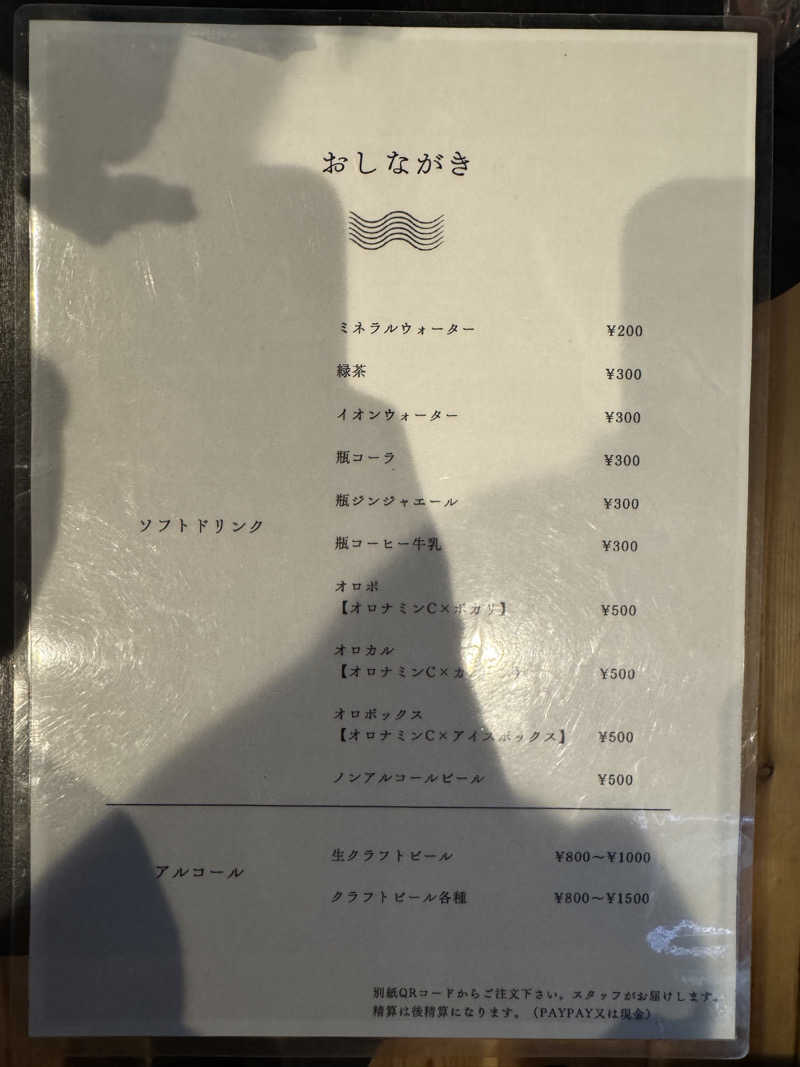 おしながき
ソフトドリンク
ミネラルウォーター ¥200
緑茶 ¥300
イオンウォーター ¥300
瓶コーラ ¥300
瓶ジンジャエール ¥300
瓶コーヒー牛乳 ¥300
オロポ
【オロナミンC×ポカリ】 ¥500
オロカル
【オロナミンC×カ ¥500
オロボックス
【オロナミンC×アイスボックス】 ¥500
ノンアルコールビール ¥500
アルコール
生クラフトビール ¥800〜¥1000
クラフトビール各種 ¥800〜¥1500
別紙QRコードからご注文下さい。スタッフがお届けします。
精算は後精算になります。（PAYPAY又は現金）